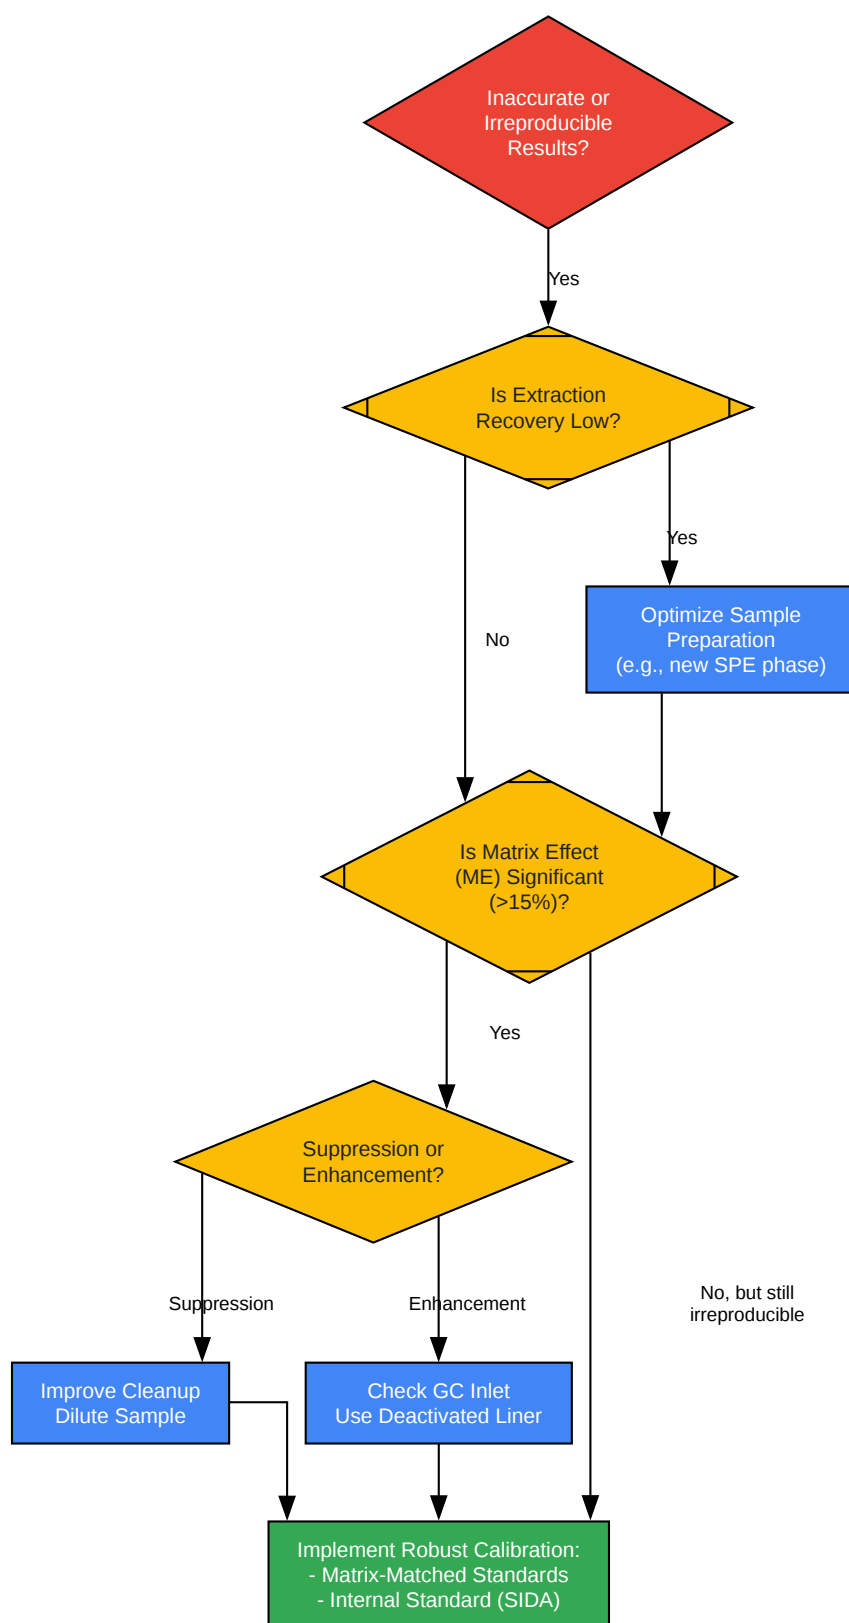 Inaccurate or
Irreproducible
Results?
Yes
Is Extraction
Recovery Low?
Yes
Optimize Sample
Preparation
(e.g., new SPE phase)
No
Is Matrix Effect
(ME) Significant
(>15%)?
Yes
Suppression or
Enhancement?
No, but still
irreproducible
Suppression
Enhancement
Improve Cleanup
Dilute Sample
Check GC Inlet
Use Deactivated Liner
Implement Robust Calibration:
- Matrix-Matched Standards
- Internal Standard (SIDA)